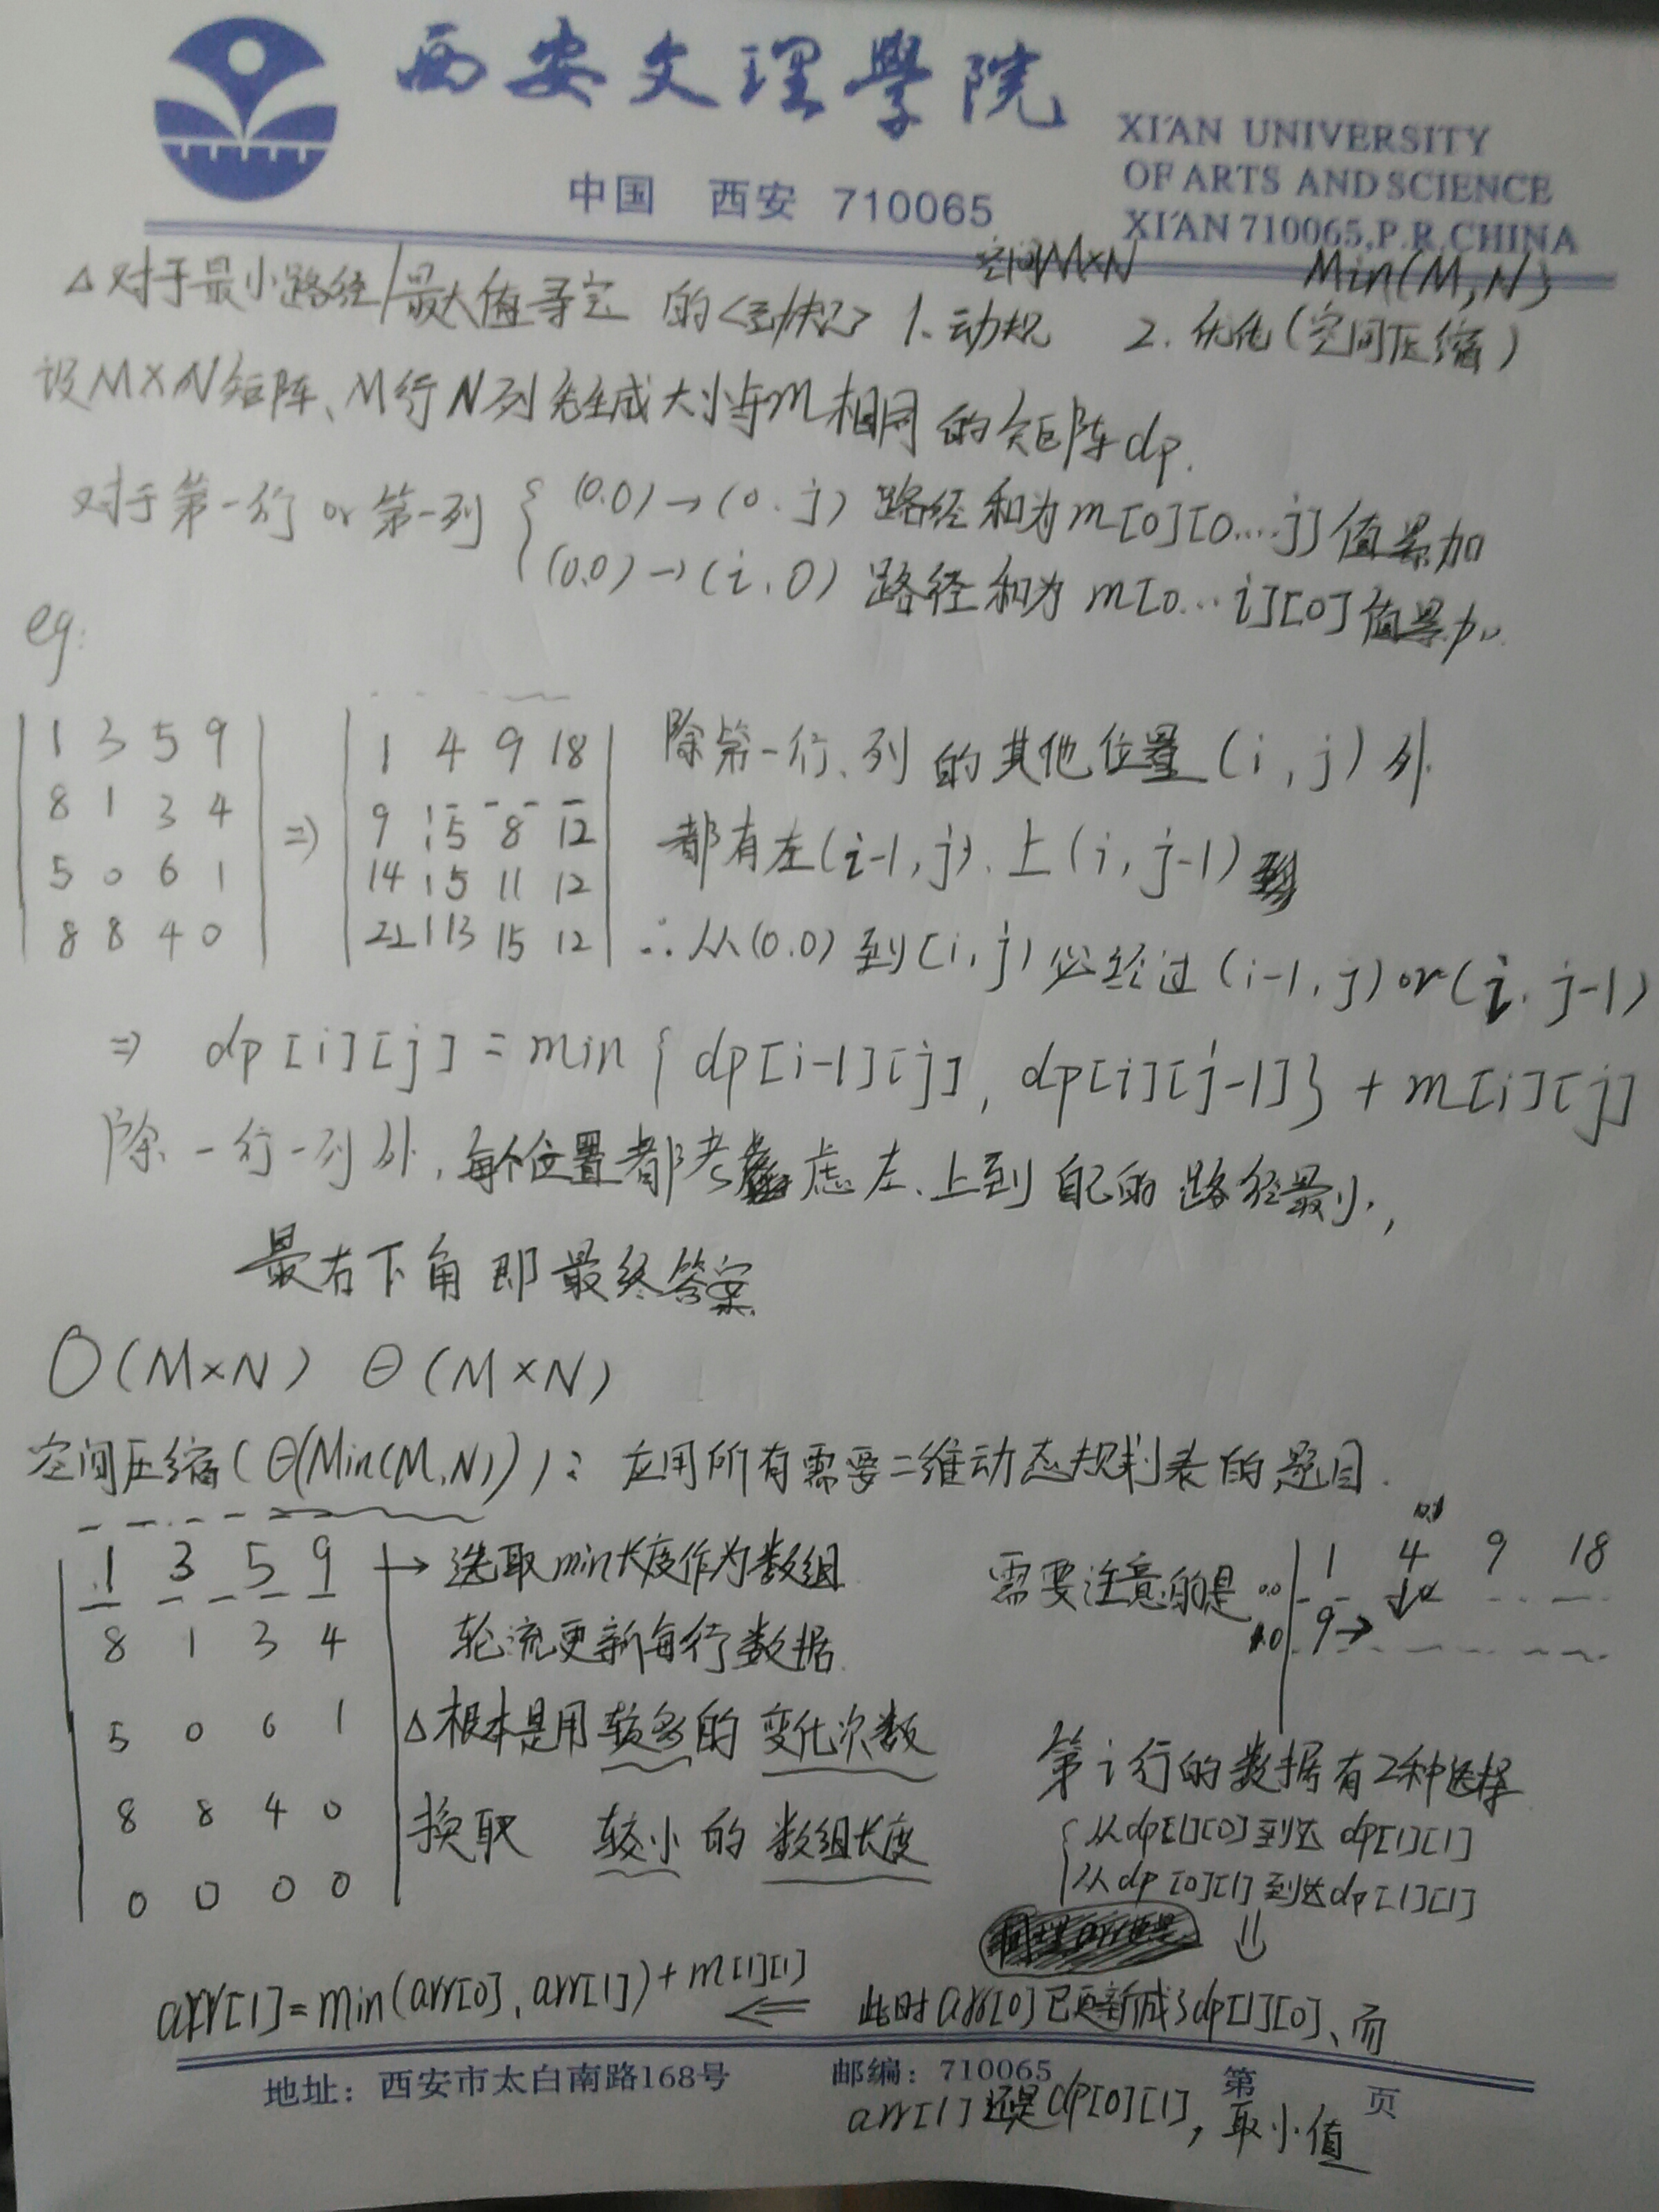 西安文理學院
中国 西安 710065
XI'AN UNIVERSITY
OF ARTS AND SCIENCE
XI'AN 710065,P.R.CHINA
空间M×N Min(M,N)
△对于最小路径/最大值寻宝 的<动规> 1.动规 2.优化(空间压缩)
设M×N矩阵、M行N列先生成大小与m相同的矩阵dp.
对于第一行or第一列 { (0.0)→(0.j) 路径和为m[0][0...j]值累加
(0.0)→(i.0) 路径和为m[0...i][0]值累加
eg:
1 3 5 9
8 1 3 4
5 0 6 1
8 8 4 0
⇒
1 4 9 18
9 5 8 12
14 5 11 12
22 13 15 12
除第一行、列的其他位置(i,j)外
都有左(i-1,j).上(i,j-1)
∴从(0.0)到(i,j)必经过(i-1,j)or(i.j-1)
⇒ dp[i][j]=min{dp[i-1][j],dp[i][j-1]}+m[i][j]
除一行一列外,每个位置都考虑左、上到自己的路径最小,
最右下角即最终答案
O(M×N) Θ(M×N)
空间压缩(Θ(Min(M,N))):应用所有需要二维动态规划表的题目.
1 3 5 9
8 1 3 4
5 0 6 1
8 8 4 0
0 0 0 0
→选取min长度作为数组
轮流更新每行数据
△根本是用较多的变化次数
换取 较小的数组长度
需要注意的是
0.1
0.0 1 4 9 18
1.0 9→
第i行的数据有2种选择
{从dp[1][0]到达dp[1][1]
从dp[0][1]到达dp[1][1]
⇓
此时arr[0]已更新成了dp[1][0]、而
arr[1]还是dp[0][1],取小值
arr[1]=min(arr[0],arr[1])+m[1][1] ⇐
地址:西安市太白南路168号 邮编:710065 第 页